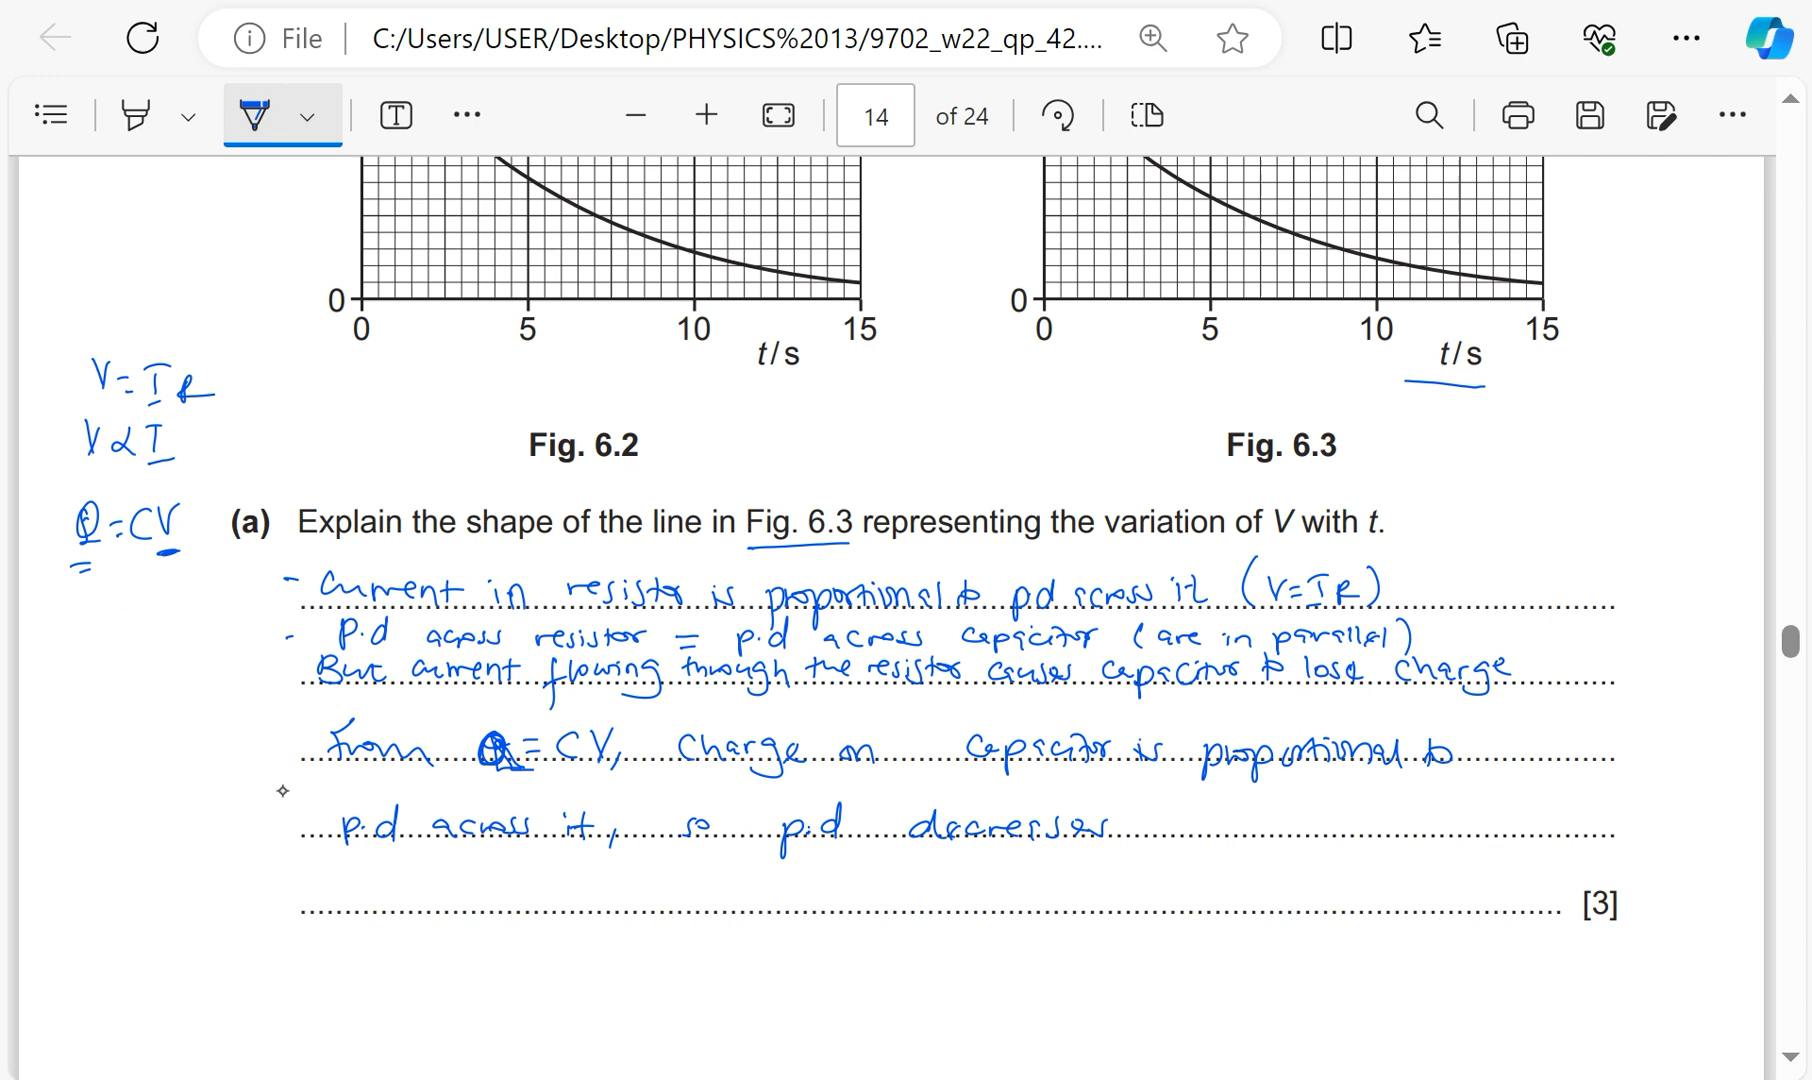 File C:/Users/USER/Desktop/PHYSICS%2013/9702_w22_qp_42....
14 of 24
0 0
0 5 10 15 0 5 10 15
t/s t/s
V = IR
V ∝ I
Fig. 6.2 Fig. 6.3
Q = CV
(a) Explain the shape of the line in Fig. 6.3 representing the variation of V with t.
- Current in resistor is proportional to pd across it (V=IR)
- p.d across resistor = p.d across capacitor (are in parallel)
But current flowing through the resistor causes capacitor to lose charge
From Q = CV, charge on capacitor is proportional to
p.d across it, so p.d decreases
[3]